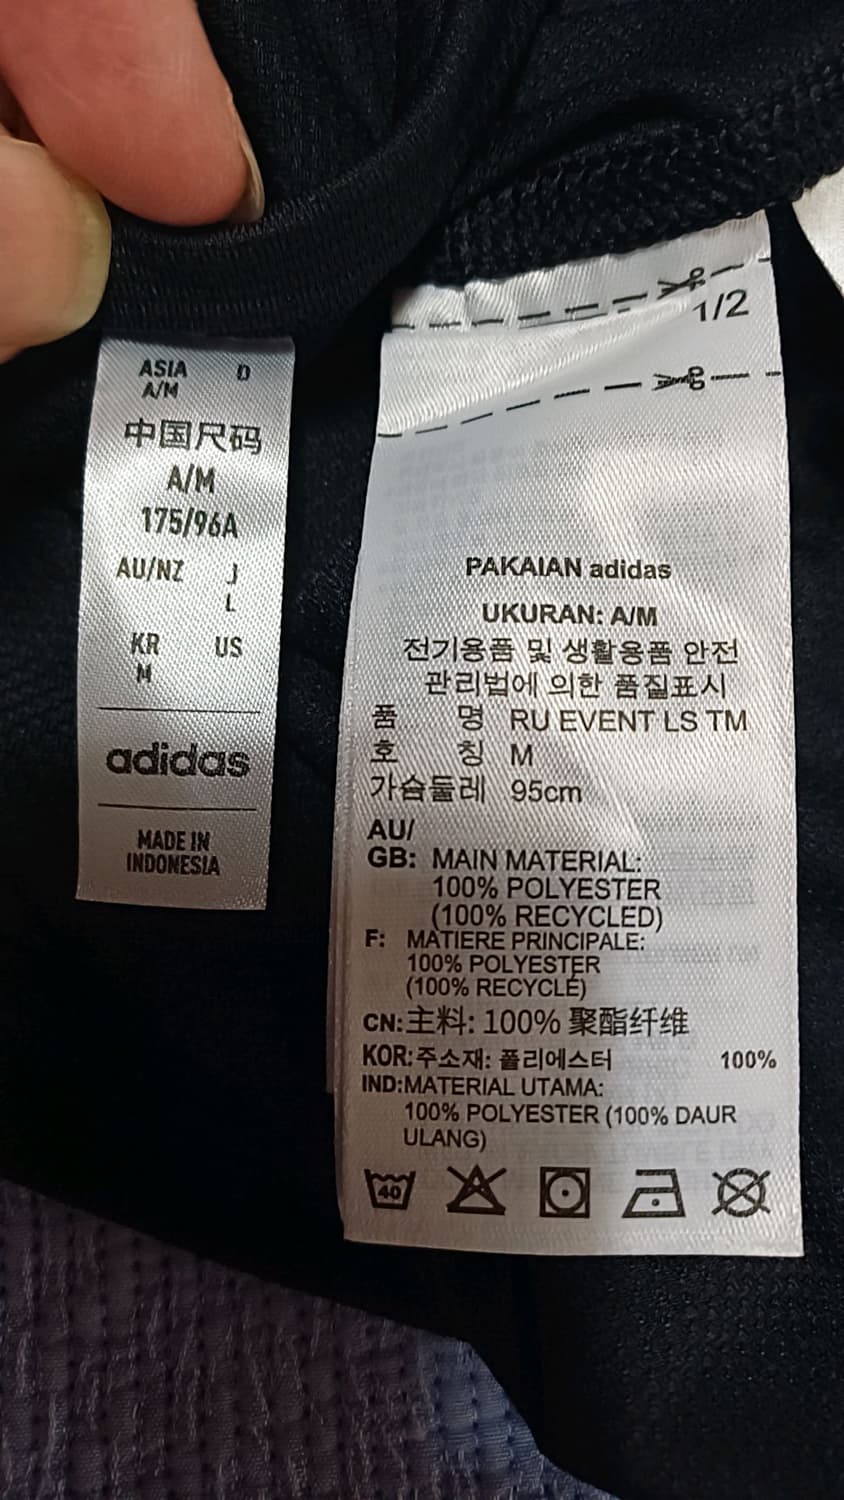 ASIA D
A/M
中国尺码
A/M
175/96A
AU/NZ J
L
KR US
M
adidas
MADE IN
INDONESIA
1/2
PAKAIAN adidas
UKURAN: A/M
전기용품 및 생활용품 안전
관리법에 의한 품질표시
품 명 RU EVENT LS TM
호 칭 M
가슴둘레 95cm
AU/
GB: MAIN MATERIAL:
100% POLYESTER
(100% RECYCLED)
F: MATIERE PRINCIPALE:
100% POLYESTER
(100% RECYCLÉ)
CN:主料: 100% 聚酯纤维
KOR:주소재: 폴리에스터 100%
IND:MATERIAL UTAMA:
100% POLYESTER (100% DAUR
ULANG)
40